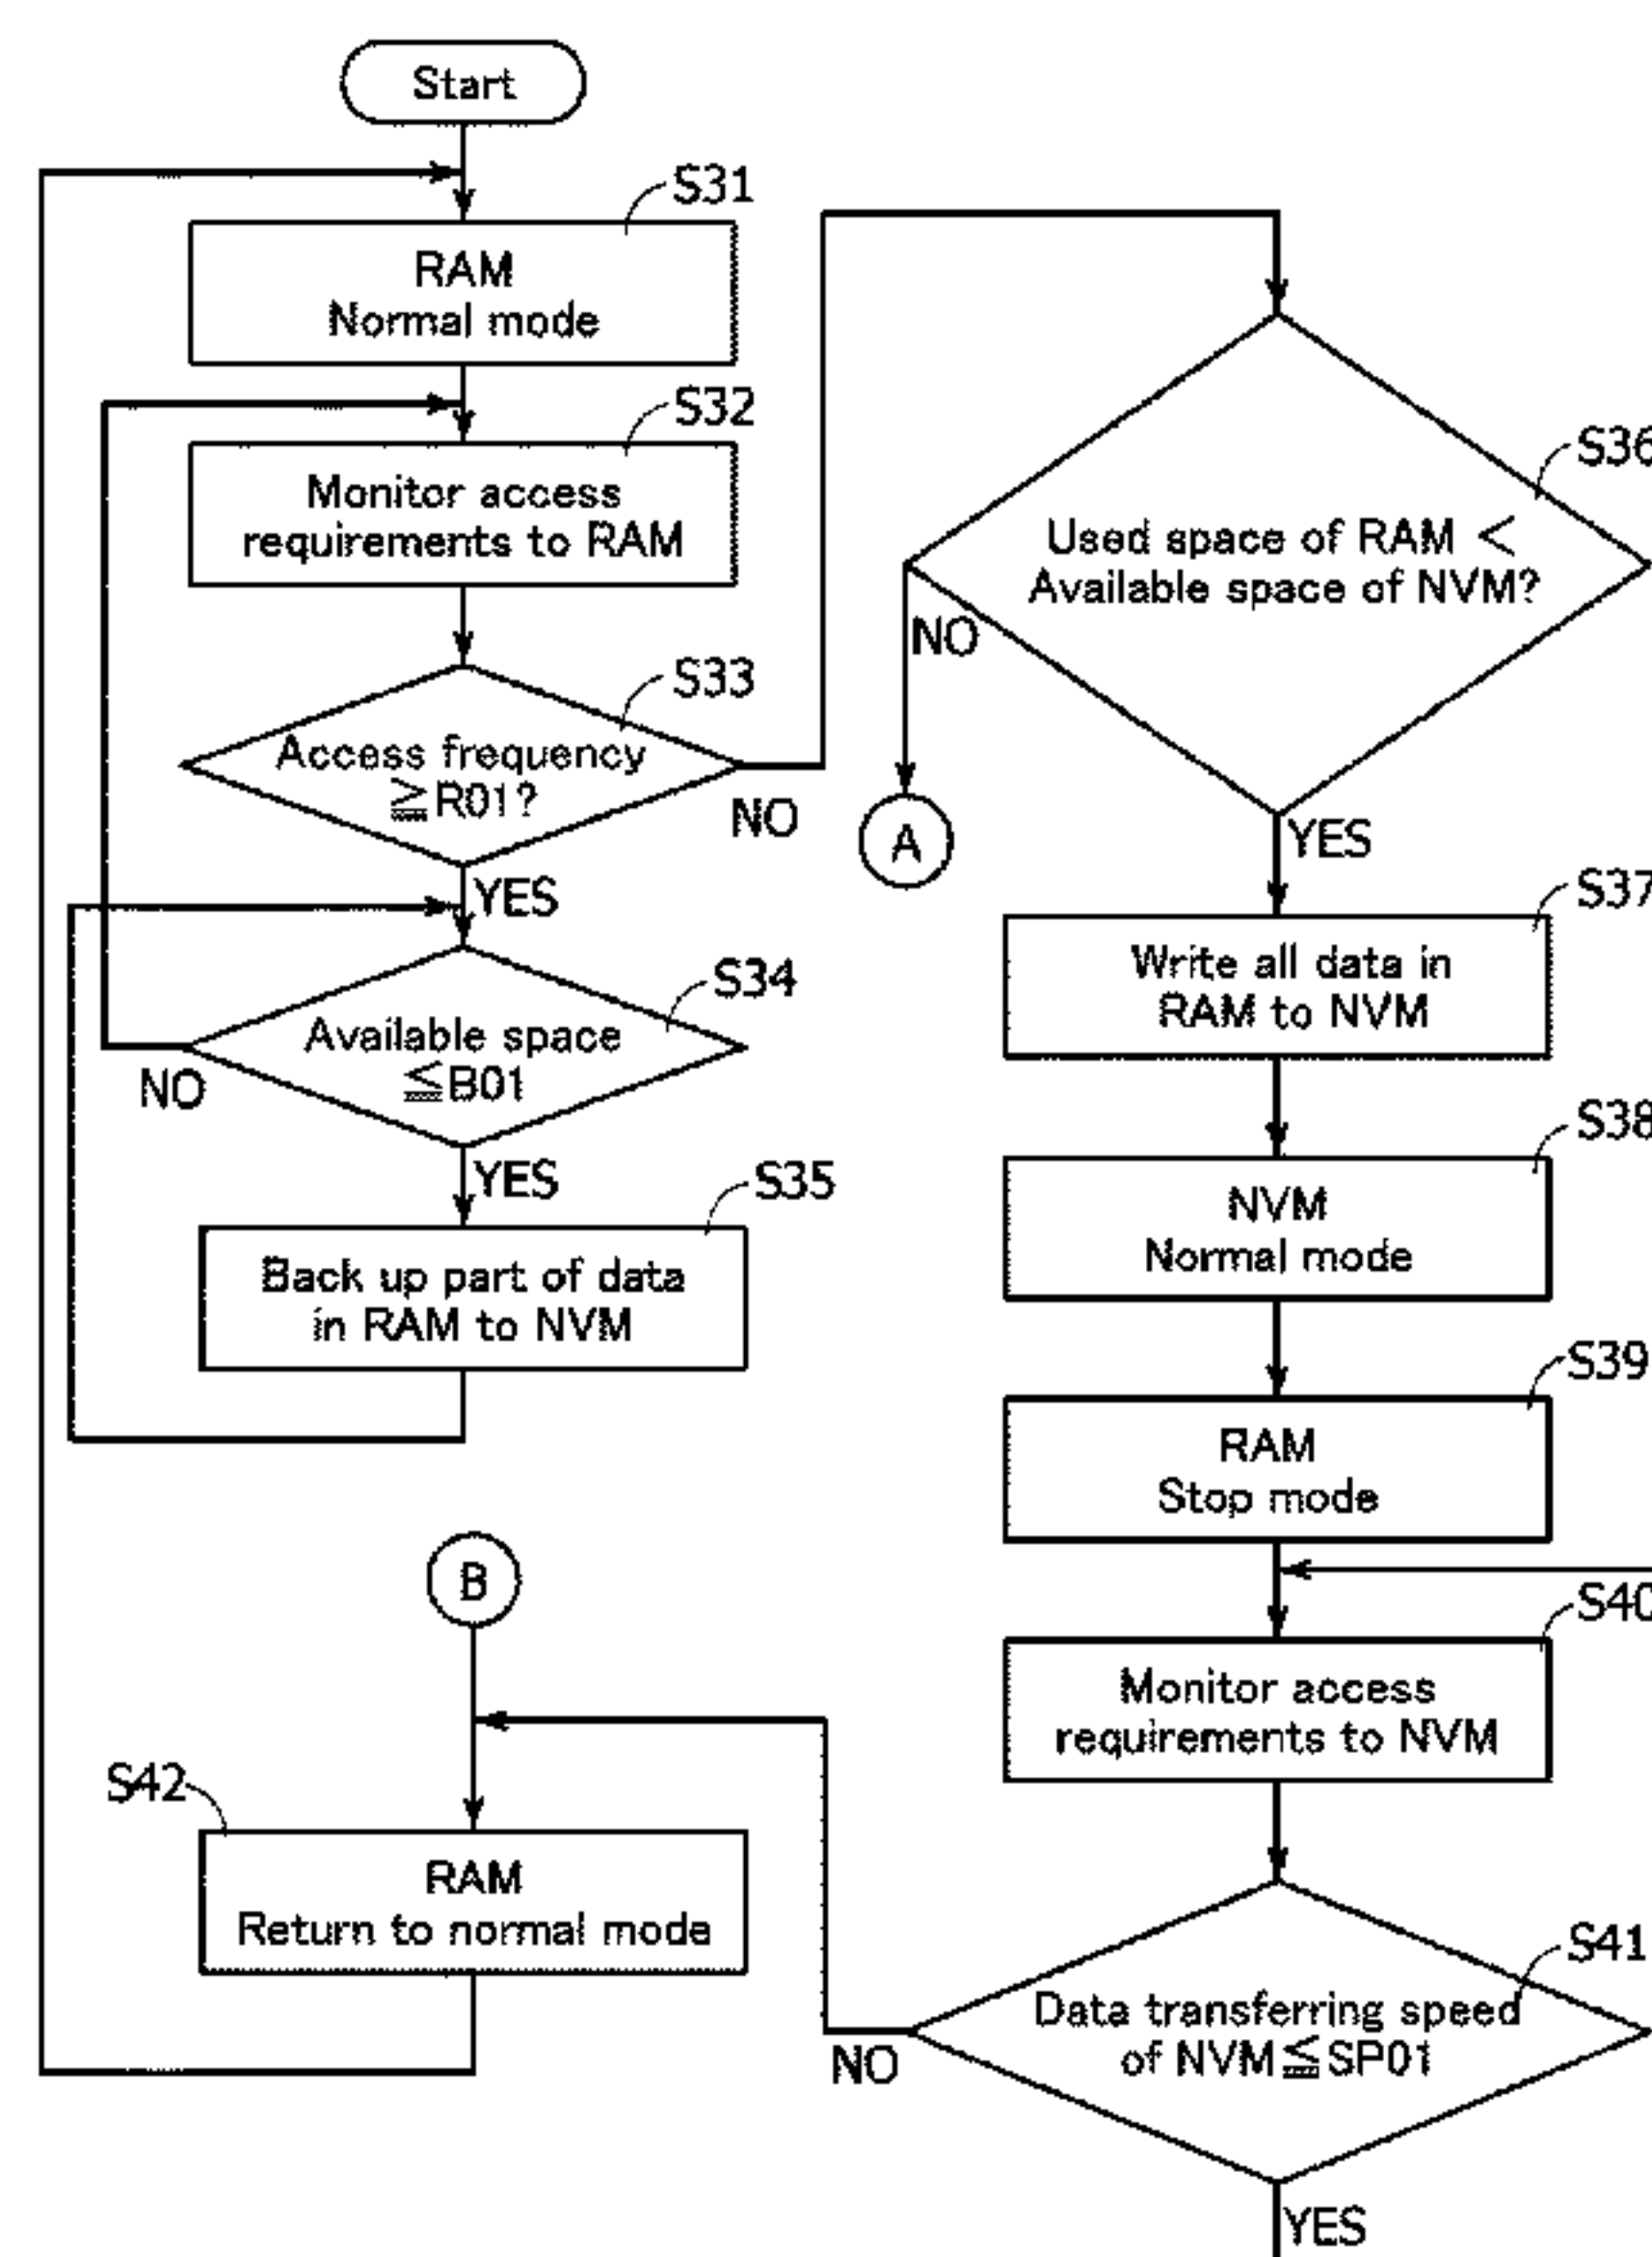 Start
S31
RAM
Normal mode
S32
Monitor access
requirements to RAM
S33
Access frequency
≧R01?
NO
YES
S34
Available space
≦B01
NO
YES
S35
Back up part of data
in RAM to NVM
B
S42
RAM
Return to normal mode
S36
Used space of RAM <
Available space of NVM?
NO
A
YES
S37
Write all data in
RAM to NVM
S38
NVM
Normal mode
S39
RAM
Stop mode
S40
Monitor access
requirements to NVM
S41
Data transferring speed
of NVM≦SP01
NO
YES